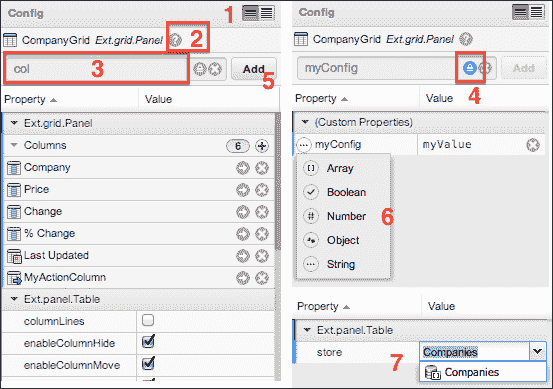 Config 1
CompanyGrid Ext.grid.Panel 2
col 3
Add 5
Property Value
Ext.grid.Panel
Columns 6
Company
Price
Change
% Change
Last Updated
MyActionColumn
Ext.panel.Table
columnLines
enableColumnHide
enableColumnMove
Config
CompanyGrid Ext.grid.Panel
myConfig Add
4
Property Value
(Custom Properties)
myConfig myValue
Array
Boolean
Number 6
Object
String
Property Value
Ext.panel.Table
store Companies
7 Companies